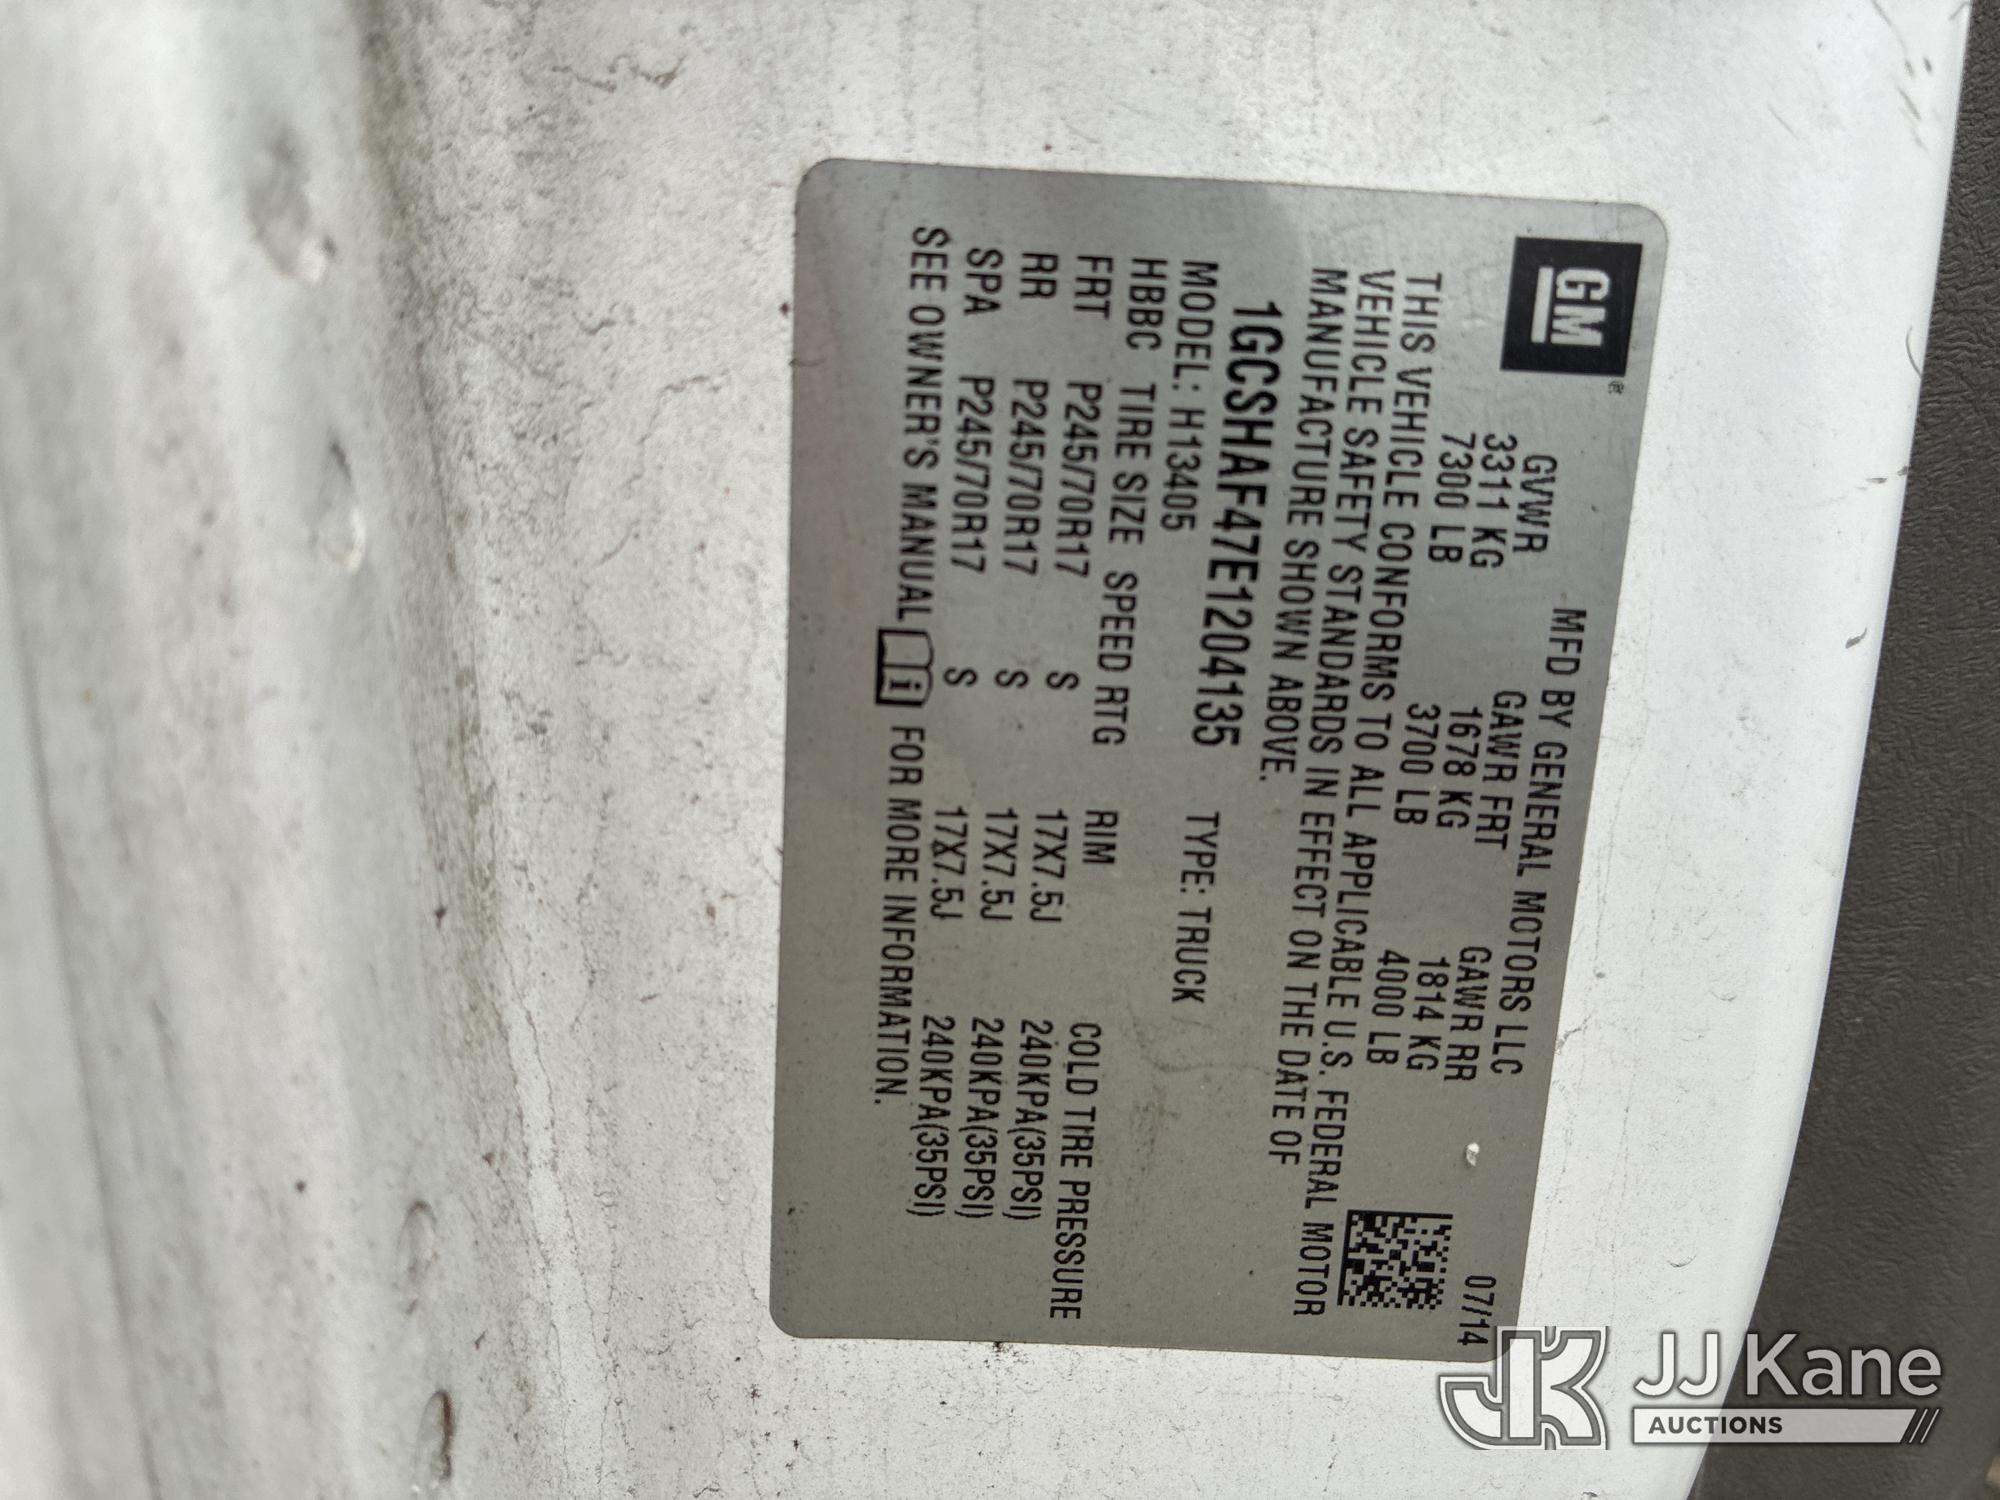 GM ®
MFD BY GENERAL MOTORS LLC 07/14
GVWR GAWR FRT GAWR RR
3311 KG 1678 KG 1814 KG
7300 LB 3700 LB 4000 LB
THIS VEHICLE CONFORMS TO ALL APPLICABLE U.S. FEDERAL MOTOR
VEHICLE SAFETY STANDARDS IN EFFECT ON THE DATE OF
MANUFACTURE SHOWN ABOVE.
1GCSHAF47E1204135
MODEL: H13405 TYPE: TRUCK
HBBC TIRE SIZE SPEED RTG RIM COLD TIRE PRESSURE
FRT P245/70R17 S 17X7.5J 240KPA(35PSI)
RR P245/70R17 S 17X7.5J 240KPA(35PSI)
SPA P245/70R17 S 17X7.5J 240KPA(35PSI)
SEE OWNER'S MANUAL i FOR MORE INFORMATION.
JK JJ Kane
AUCTIONS